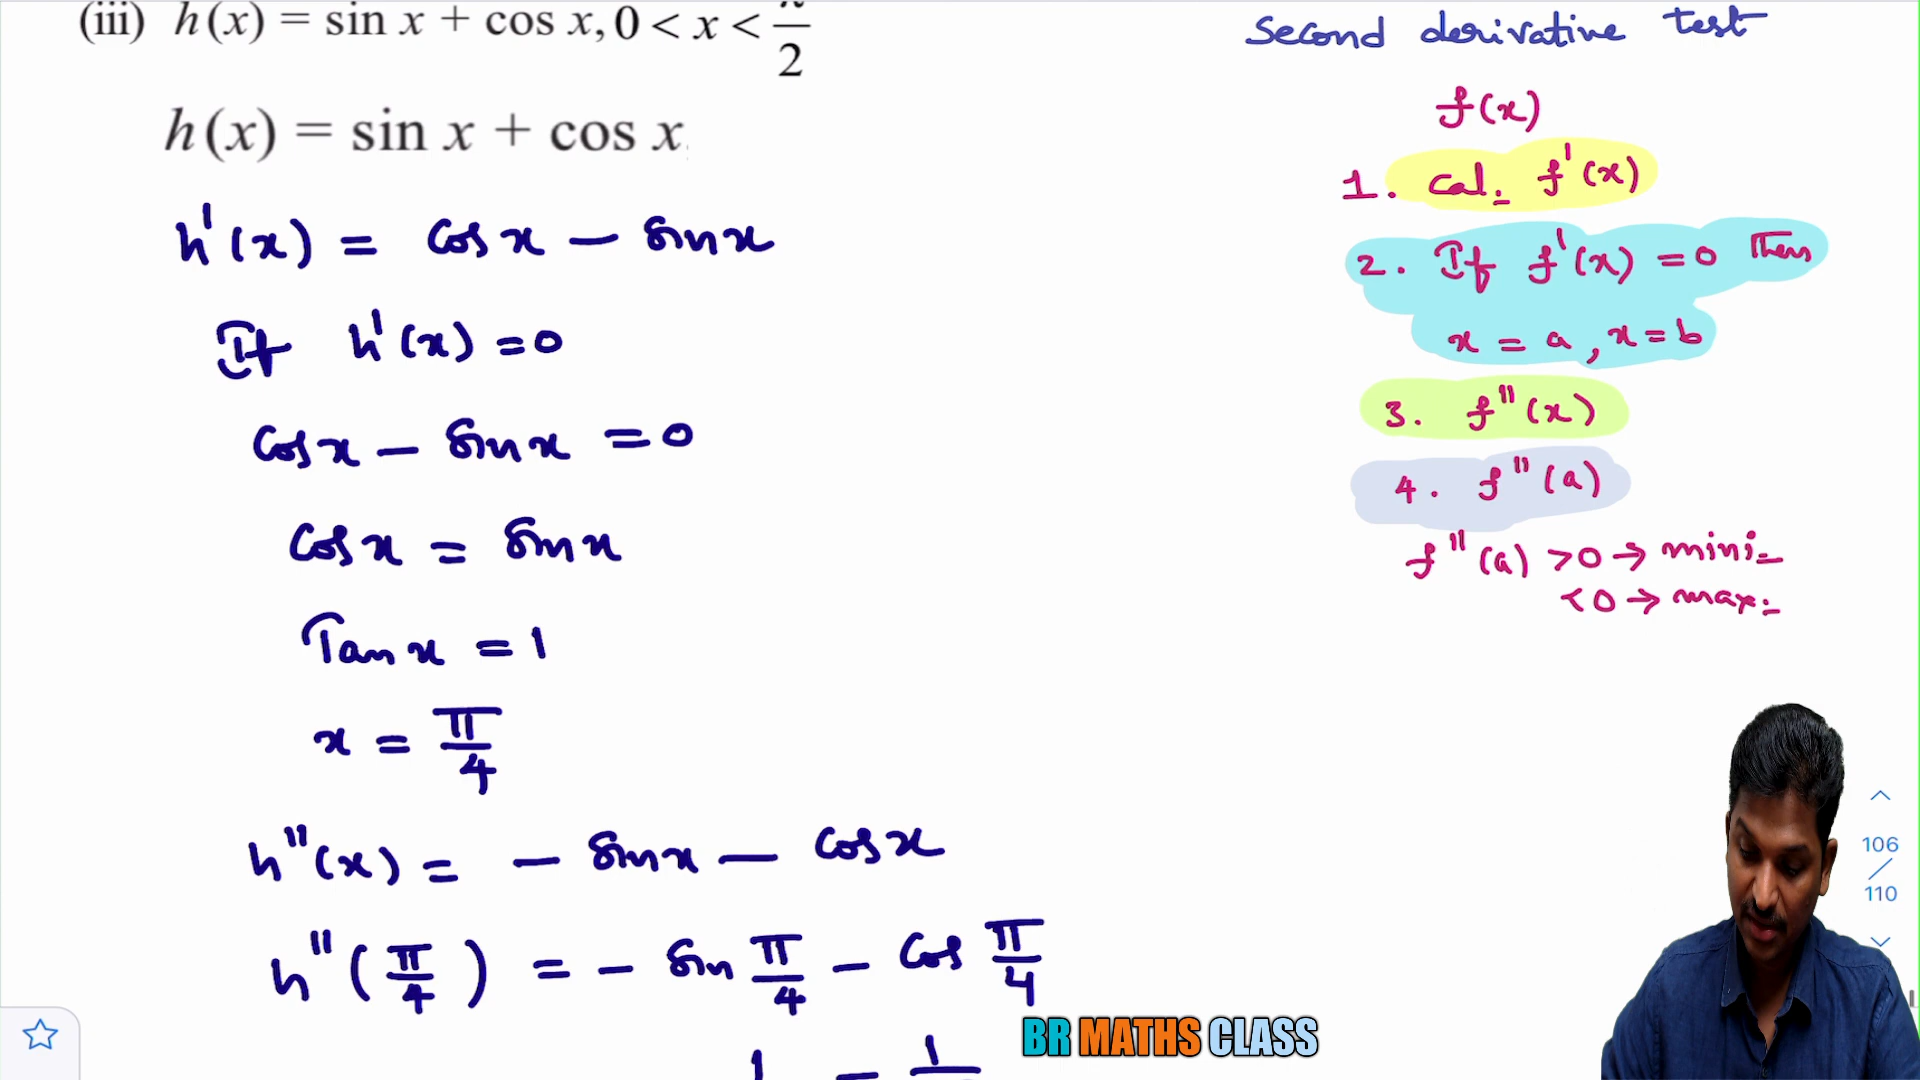 (iii) h(x) = sin x + cos x, 0 < x < π/2
h(x) = sin x + cos x
h'(x) = cos x − sin x
If h'(x) = 0
cos x − sin x = 0
cos x = sin x
Tan x = 1
x = π/4
h''(x) = − sin x − cos x
h''(π/4) = − sin π/4 − cos π/4
Second derivative test
f(x)
1. Cal. f'(x)
2. If f'(x) = 0 Then
x = a, x = b
3. f''(x)
4. f''(a)
f''(a) > 0 → mini-
< 0 → max:-
106
/
110
BR MATHS CLASS